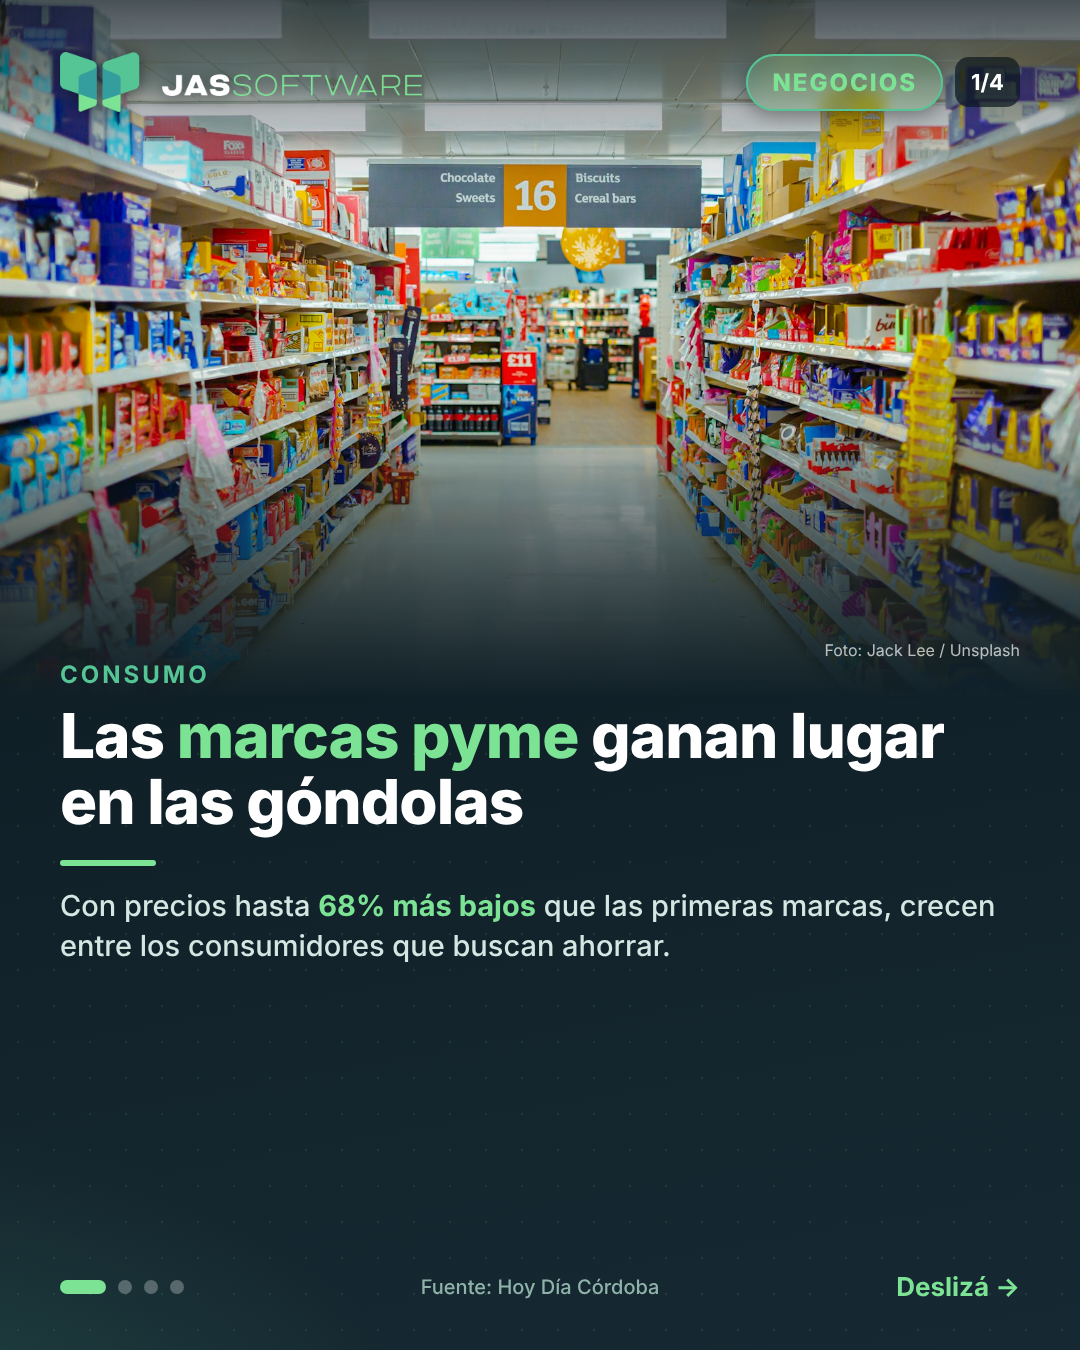 JASSOFTWARE
NEGOCIOS
1/4
Chocolate
Sweets
16
Biscuits
Cereal bars
£11
Foto: Jack Lee / Unsplash
CONSUMO
Las marcas pyme ganan lugar
en las góndolas
Con precios hasta 68% más bajos que las primeras marcas, crecen
entre los consumidores que buscan ahorrar.
Fuente: Hoy Día Córdoba
Deslizá →